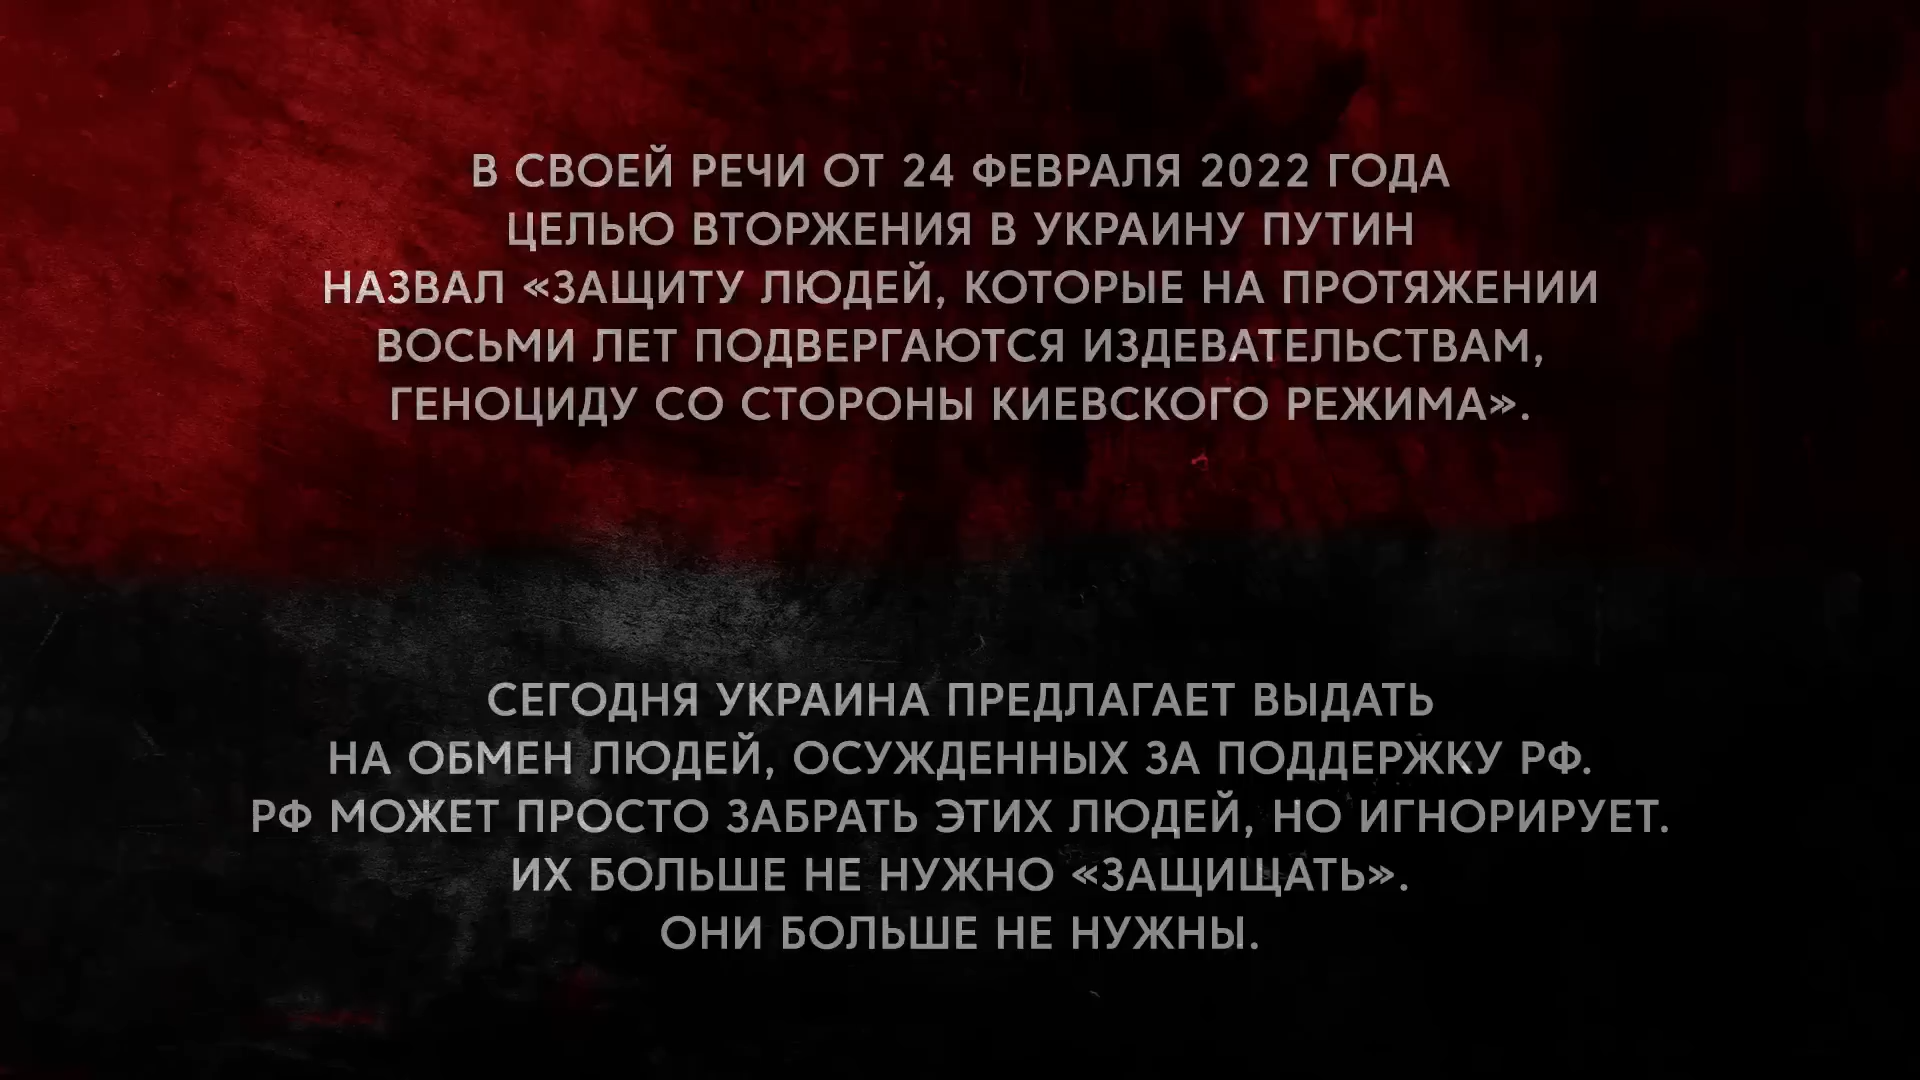 В СВОЕЙ РЕЧИ ОТ 24 ФЕВРАЛЯ 2022 ГОДА
ЦЕЛЬЮ ВТОРЖЕНИЯ В УКРАИНУ ПУТИН
НАЗВАЛ «ЗАЩИТУ ЛЮДЕЙ, КОТОРЫЕ НА ПРОТЯЖЕНИИ
ВОСЬМИ ЛЕТ ПОДВЕРГАЮТСЯ ИЗДЕВАТЕЛЬСТВАМ,
ГЕНОЦИДУ СО СТОРОНЫ КИЕВСКОГО РЕЖИМА».
СЕГОДНЯ УКРАИНА ПРЕДЛАГАЕТ ВЫДАТЬ
НА ОБМЕН ЛЮДЕЙ, ОСУЖДЕННЫХ ЗА ПОДДЕРЖКУ РФ.
РФ МОЖЕТ ПРОСТО ЗАБРАТЬ ЭТИХ ЛЮДЕЙ, НО ИГНОРИРУЕТ.
ИХ БОЛЬШЕ НЕ НУЖНО «ЗАЩИЩАТЬ».
ОНИ БОЛЬШЕ НЕ НУЖНЫ.